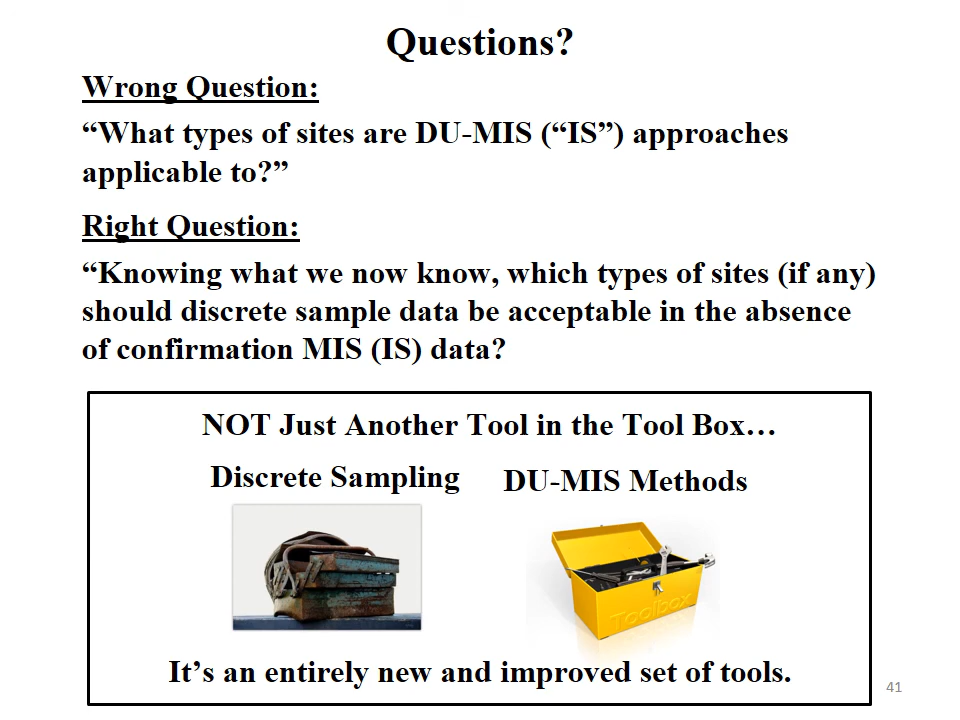 Questions?
Wrong Question:
“What types of sites are DU-MIS (“IS”) approaches
applicable to?”
Right Question:
“Knowing what we now know, which types of sites (if any)
should discrete sample data be acceptable in the absence
of confirmation MIS (IS) data?
NOT Just Another Tool in the Tool Box…
Discrete Sampling
DU-MIS Methods
Toolbox
It’s an entirely new and improved set of tools.
41